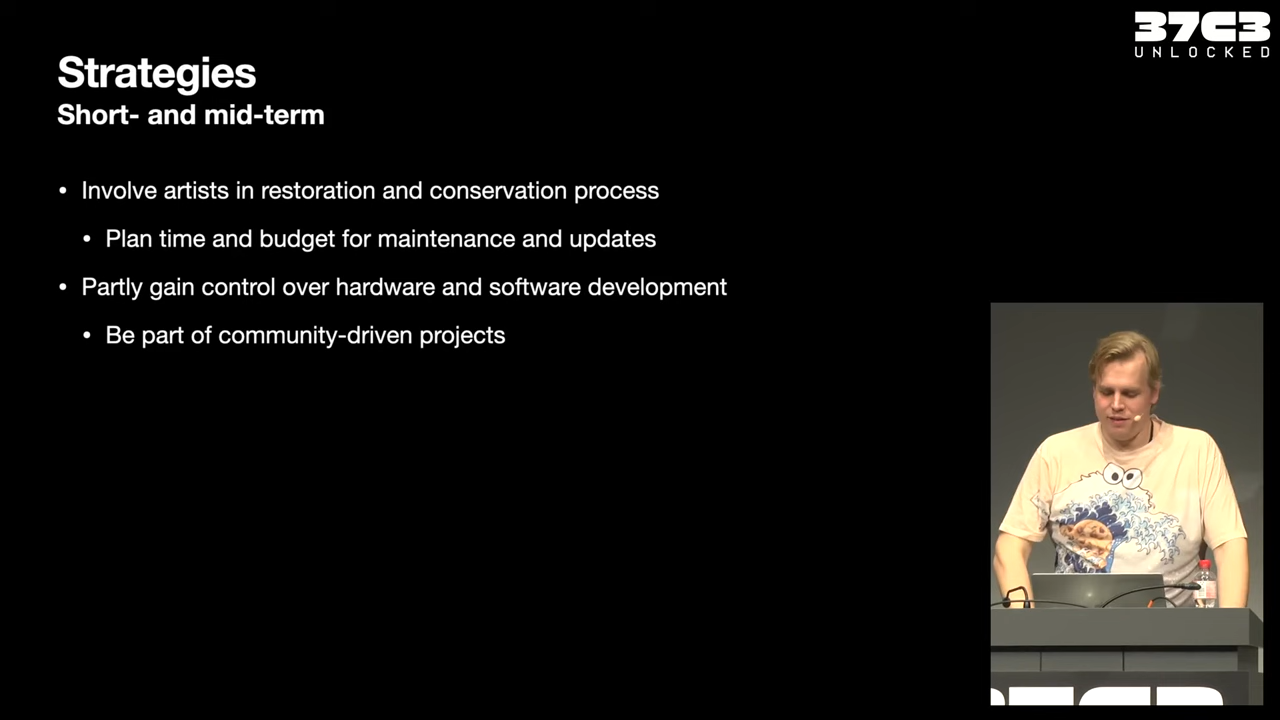 37C3
UNLOCKED
Strategies
Short- and mid-term
• Involve artists in restoration and conservation process
• Plan time and budget for maintenance and updates
• Partly gain control over hardware and software development
• Be part of community-driven projects